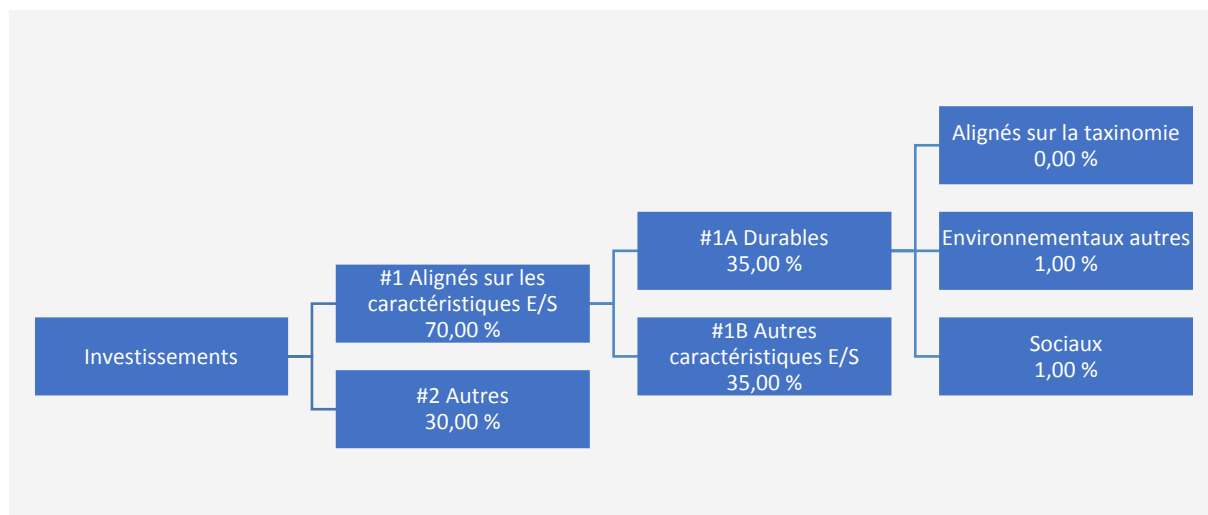 Investissements
#1 Alignés sur les
caractéristiques E/S
70,00 %
#2 Autres
30,00 %
#1A Durables
35,00 %
#1B Autres
caractéristiques E/S
35,00 %
Alignés sur la taxinomie
0,00 %
Environnementaux autres
1,00 %
Sociaux
1,00 %